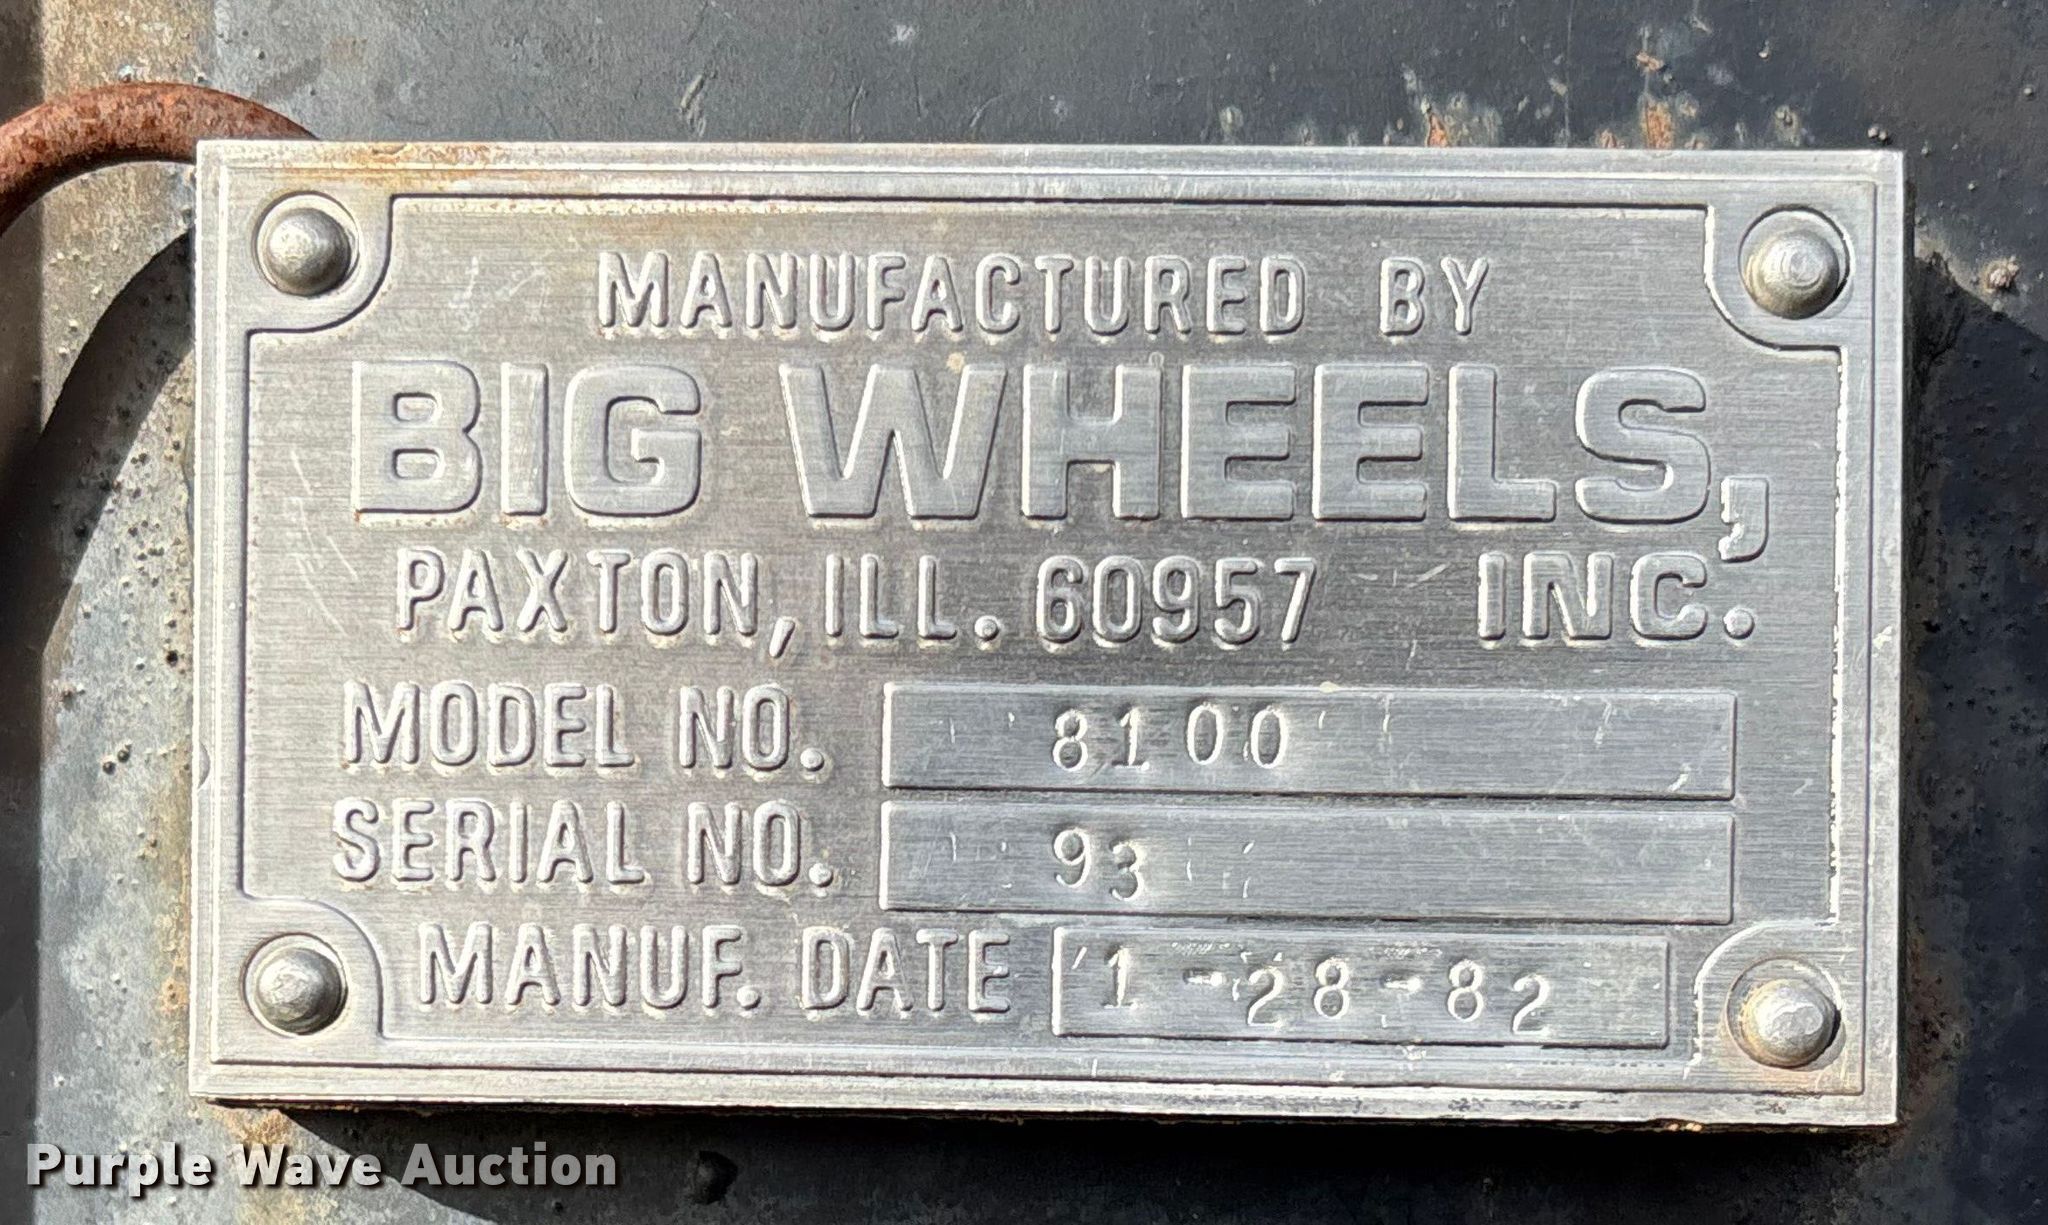 MANUFACTURED BY
BIG WHEELS,
PAXTON, ILL. 60957 INC.
MODEL NO. 8100
SERIAL NO. 93
MANUF. DATE 1-28-82
Purple Wave Auction